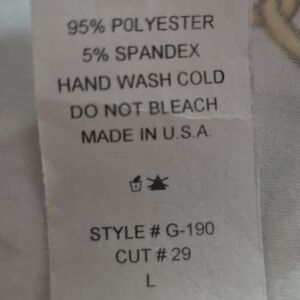 95% POLYESTER
5% SPANDEX
HAND WASH COLD
DO NOT BLEACH
MADE IN U.S.A.
STYLE # G-190
CUT # 29
L